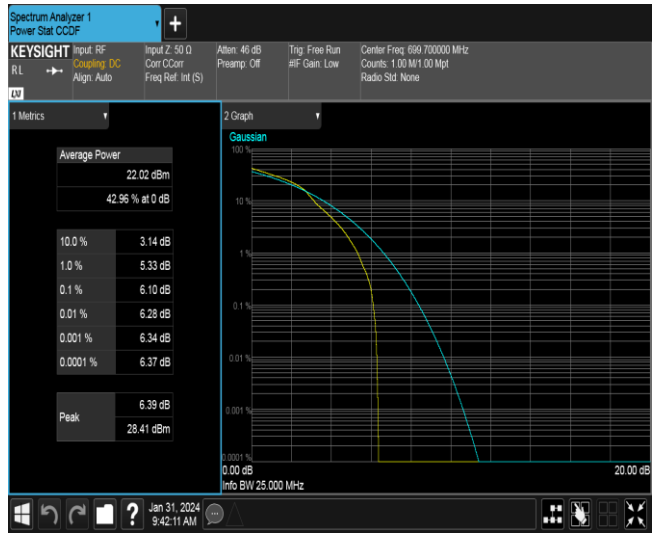 Spectrum Analyzer 1
Power Stat CCDF
+
KEYSIGHT
RL
LXI
Input: RF
Coupling: DC
Align: Auto
Input Z: 50 Ω
Corr CCorr
Freq Ref: Int (S)
Atten: 46 dB
Preamp: Off
Trig: Free Run
#IF Gain: Low
Center Freq: 699.700000 MHz
Counts: 1.00 M/1.00 Mpt
Radio Std: None
1 Metrics
Average Power
22.02 dBm
42.96 % at 0 dB
10.0 % 3.14 dB
1.0 % 5.33 dB
0.1 % 6.10 dB
0.01 % 6.28 dB
0.001 % 6.34 dB
0.0001 % 6.37 dB
Peak
6.39 dB
28.41 dBm
2 Graph
Gaussian
100 %
10 %
1 %
0.1 %
0.01 %
0.001 %
0.0001 %
0.00 dB 20.00 dB
Info BW 25.000 MHz
?
Jan 31, 2024
9:42:11 AM